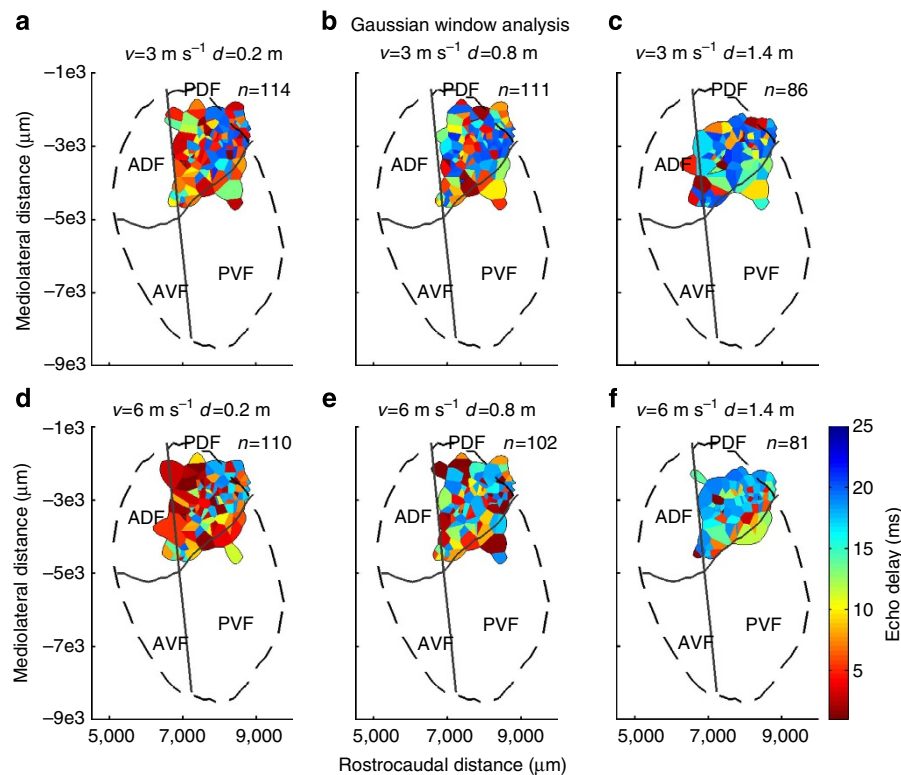 a b Gaussian window analysis c
v=3 m s⁻¹ d=0.2 m v=3 m s⁻¹ d=0.8 m v=3 m s⁻¹ d=1.4 m
−1e3
PDF n=114 PDF n=111 PDF n=86
−3e3
ADF ADF ADF
−5e3
PVF PVF PVF
−7e3 AVF AVF AVF
−9e3
Mediolateral distance (μm)
d e f
v=6 m s⁻¹ d=0.2 m v=6 m s⁻¹ d=0.8 m v=6 m s⁻¹ d=1.4 m
−1e3
PDF n=110 PDF n=102 PDF n=81
−3e3
ADF ADF ADF
−5e3
PVF PVF PVF
−7e3 AVF AVF AVF
−9e3
Mediolateral distance (μm)
5,000 7,000 9,000 5,000 7,000 9,000 5,000 7,000 9,000
Rostrocaudal distance (μm)
25
20
15
10
5
Echo delay (ms)